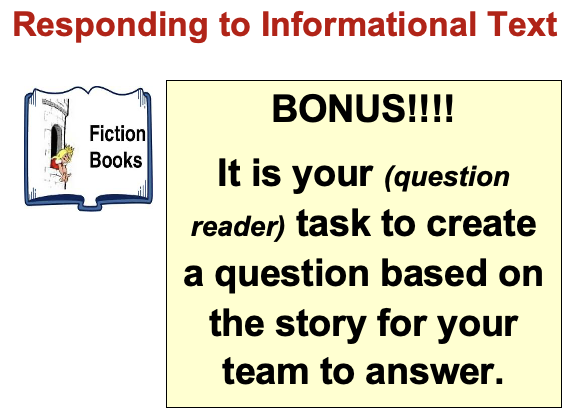 Responding to Informational Text
Fiction
Books
BONUS!!!!
It is your (question
reader) task to create
a question based on
the story for your
team to answer.